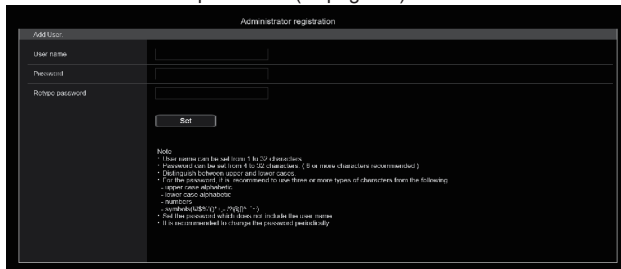 Administrator registration
Add User.
User name
Password
Retype password
Set
Note
・User name can be set from 1 to 32 characters
・Password can be set from 4 to 32 characters. ( 8 or more characters recommended )
・Distinguish between upper and lower cases.
・For the password, it is recommend to use three or more types of characters from the following
- upper case alphabetic
- lower case alphabetic
- numbers
- symbols
・Set the password which does not include the user name
・It is recommended to change the password periodically